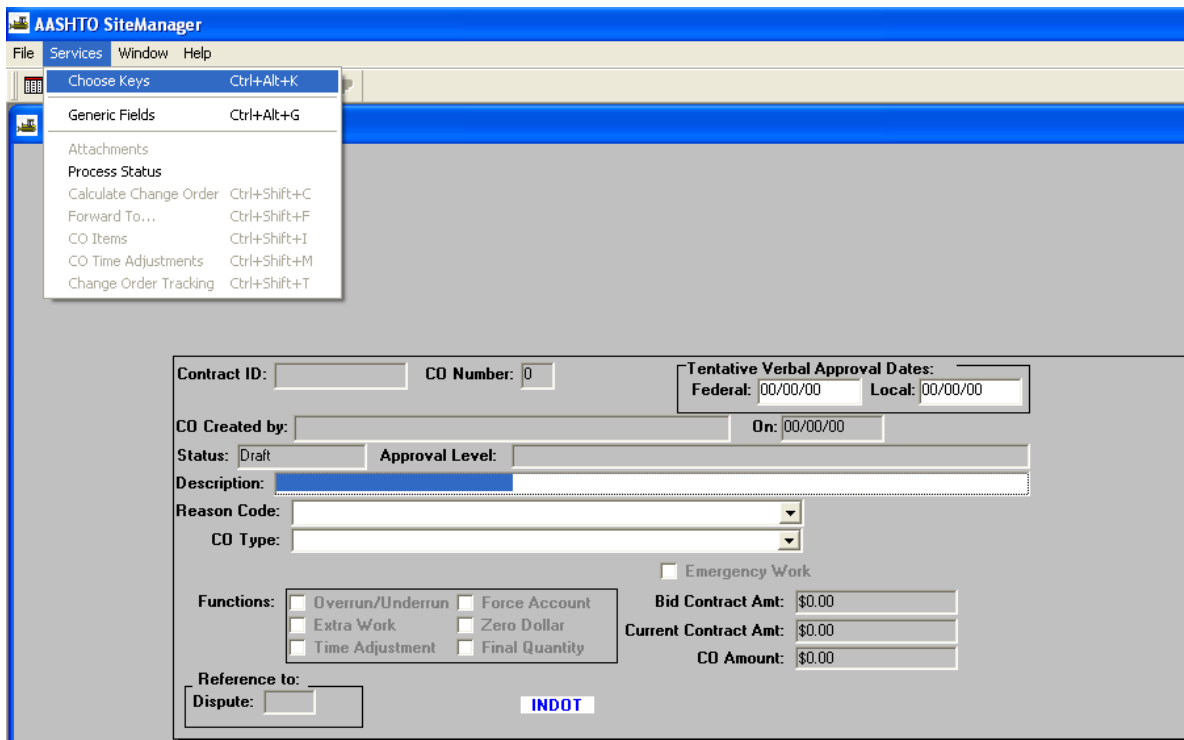 AASHTO SiteManager
File Services Window Help
Choose Keys Ctrl+Alt+K
Generic Fields Ctrl+Alt+G
Attachments
Process Status
Calculate Change Order Ctrl+Shift+C
Forward To... Ctrl+Shift+F
CO Items Ctrl+Shift+I
CO Time Adjustments Ctrl+Shift+M
Change Order Tracking Ctrl+Shift+T
Contract ID: CO Number: 0 Tentative Verbal Approval Dates:
Federal: 00/00/00 Local: 00/00/00
CO Created by: On: 00/00/00
Status: Draft Approval Level:
Description:
Reason Code:
CO Type:
Emergency Work
Functions: Overrun/Underrun Force Account Bid Contract Amt: $0.00
Extra Work Zero Dollar Current Contract Amt: $0.00
Time Adjustment Final Quantity CO Amount: $0.00
Reference to:
Dispute:
INDOT